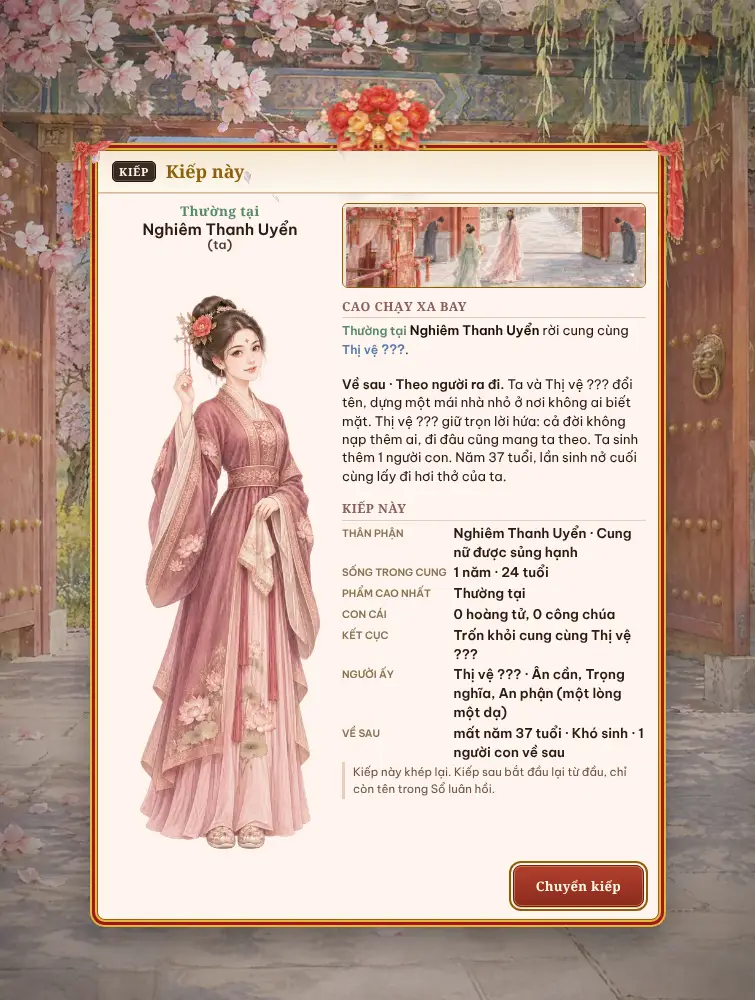 KIẾP Kiếp này
Thường tại
Nghiêm Thanh Uyển
(ta)
CAO CHẠY XA BAY
Thường tại Nghiêm Thanh Uyển rời cung cùng
Thị vệ ???.
Về sau · Theo người ra đi. Ta và Thị vệ ??? đổi
tên, dựng một mái nhà nhỏ ở nơi không ai biết
mặt. Thị vệ ??? giữ trọn lời hứa: cả đời không
nạp thêm ai, đi đâu cũng mang ta theo. Ta sinh
thêm 1 người con. Năm 37 tuổi, lần sinh nở cuối
cùng lấy đi hơi thở của ta.
KIẾP NÀY
THÂN PHẬN Nghiêm Thanh Uyển · Cung
nữ được sủng hạnh
SỐNG TRONG CUNG 1 năm · 24 tuổi
PHẨM CAO NHẤT Thường tại
CON CÁI 0 hoàng tử, 0 công chúa
KẾT CỤC Trốn khỏi cung cùng Thị vệ
???
NGƯỜI ẤY Thị vệ ??? · Ân cần, Trọng
nghĩa, An phận (một lòng
một dạ)
VỀ SAU mất năm 37 tuổi · Khó sinh · 1
người con về sau
Kiếp này khép lại. Kiếp sau bắt đầu lại từ đầu, chỉ
còn tên trong Sổ luân hồi.
Chuyển kiếp